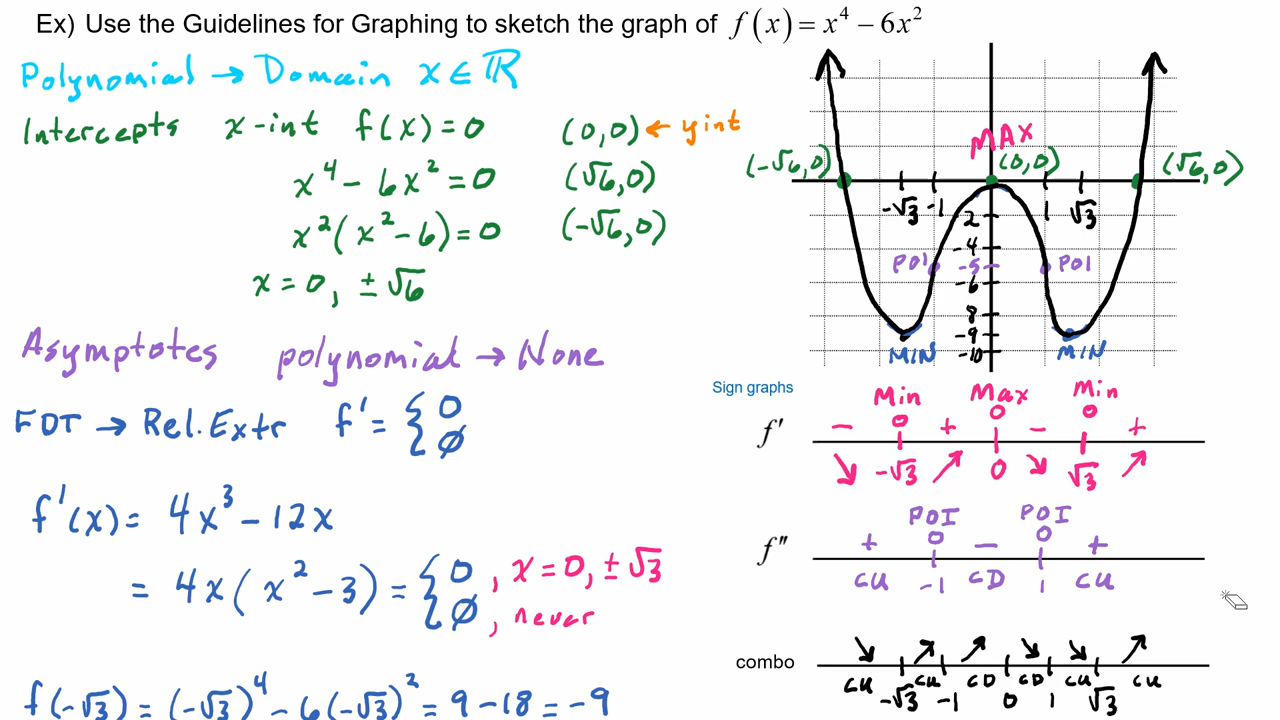 Ex) Use the Guidelines for Graphing to sketch the graph of f(x) = x⁴ − 6x²
Polynomial → Domain x ∈ ℝ
Intercepts x-int f(x) = 0 (0,0) ← y int
x⁴ − 6x² = 0 (√6,0)
x²(x² − 6) = 0 (−√6,0)
x = 0, ± √6
Asymptotes polynomial → None
FDT → Rel. Extr f' = { 0
∅
f'(x) = 4x³ − 12x
= 4x(x² − 3) = { 0, x = 0, ± √3
∅, never
f(−√3) = (−√3)⁴ − 6(−√3)² = 9 − 18 = −9
MAX
(−√6,0) (0,0) (√6,0)
−√3 −1 1 √3
2
−4
POI −5 POI
−6
8
−9
MIN −10 MIN
Sign graphs
Min Max Min
0 0 0
f' − + − +
↘ −√3 ↗ 0 ↘ √3 ↗
POI POI
0 0
f" + − +
CU −1 CD 1 CU
combo ↘ ↗ ↗ ↘ ↘ ↗
CU CU CD CD CU CU
−√3 −1 0 1 √3